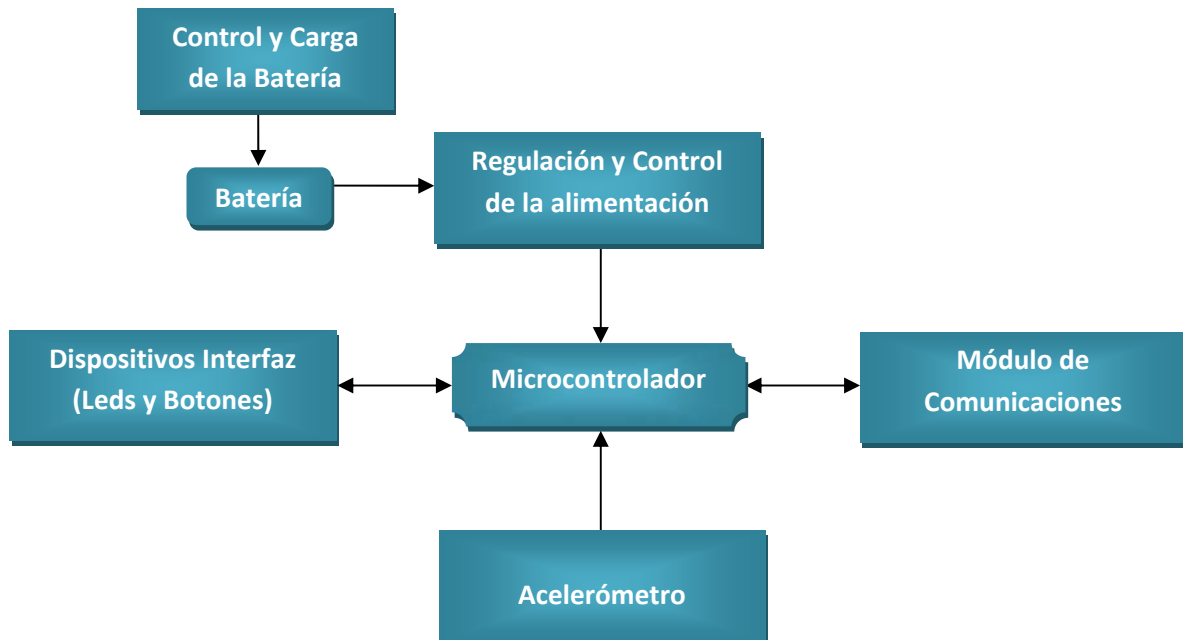 Control y Carga
de la Batería
Regulación y Control
de la alimentación
Batería
Dispositivos Interfaz
(Leds y Botones)
Microcontrolador
Módulo de
Comunicaciones
Acelerómetro